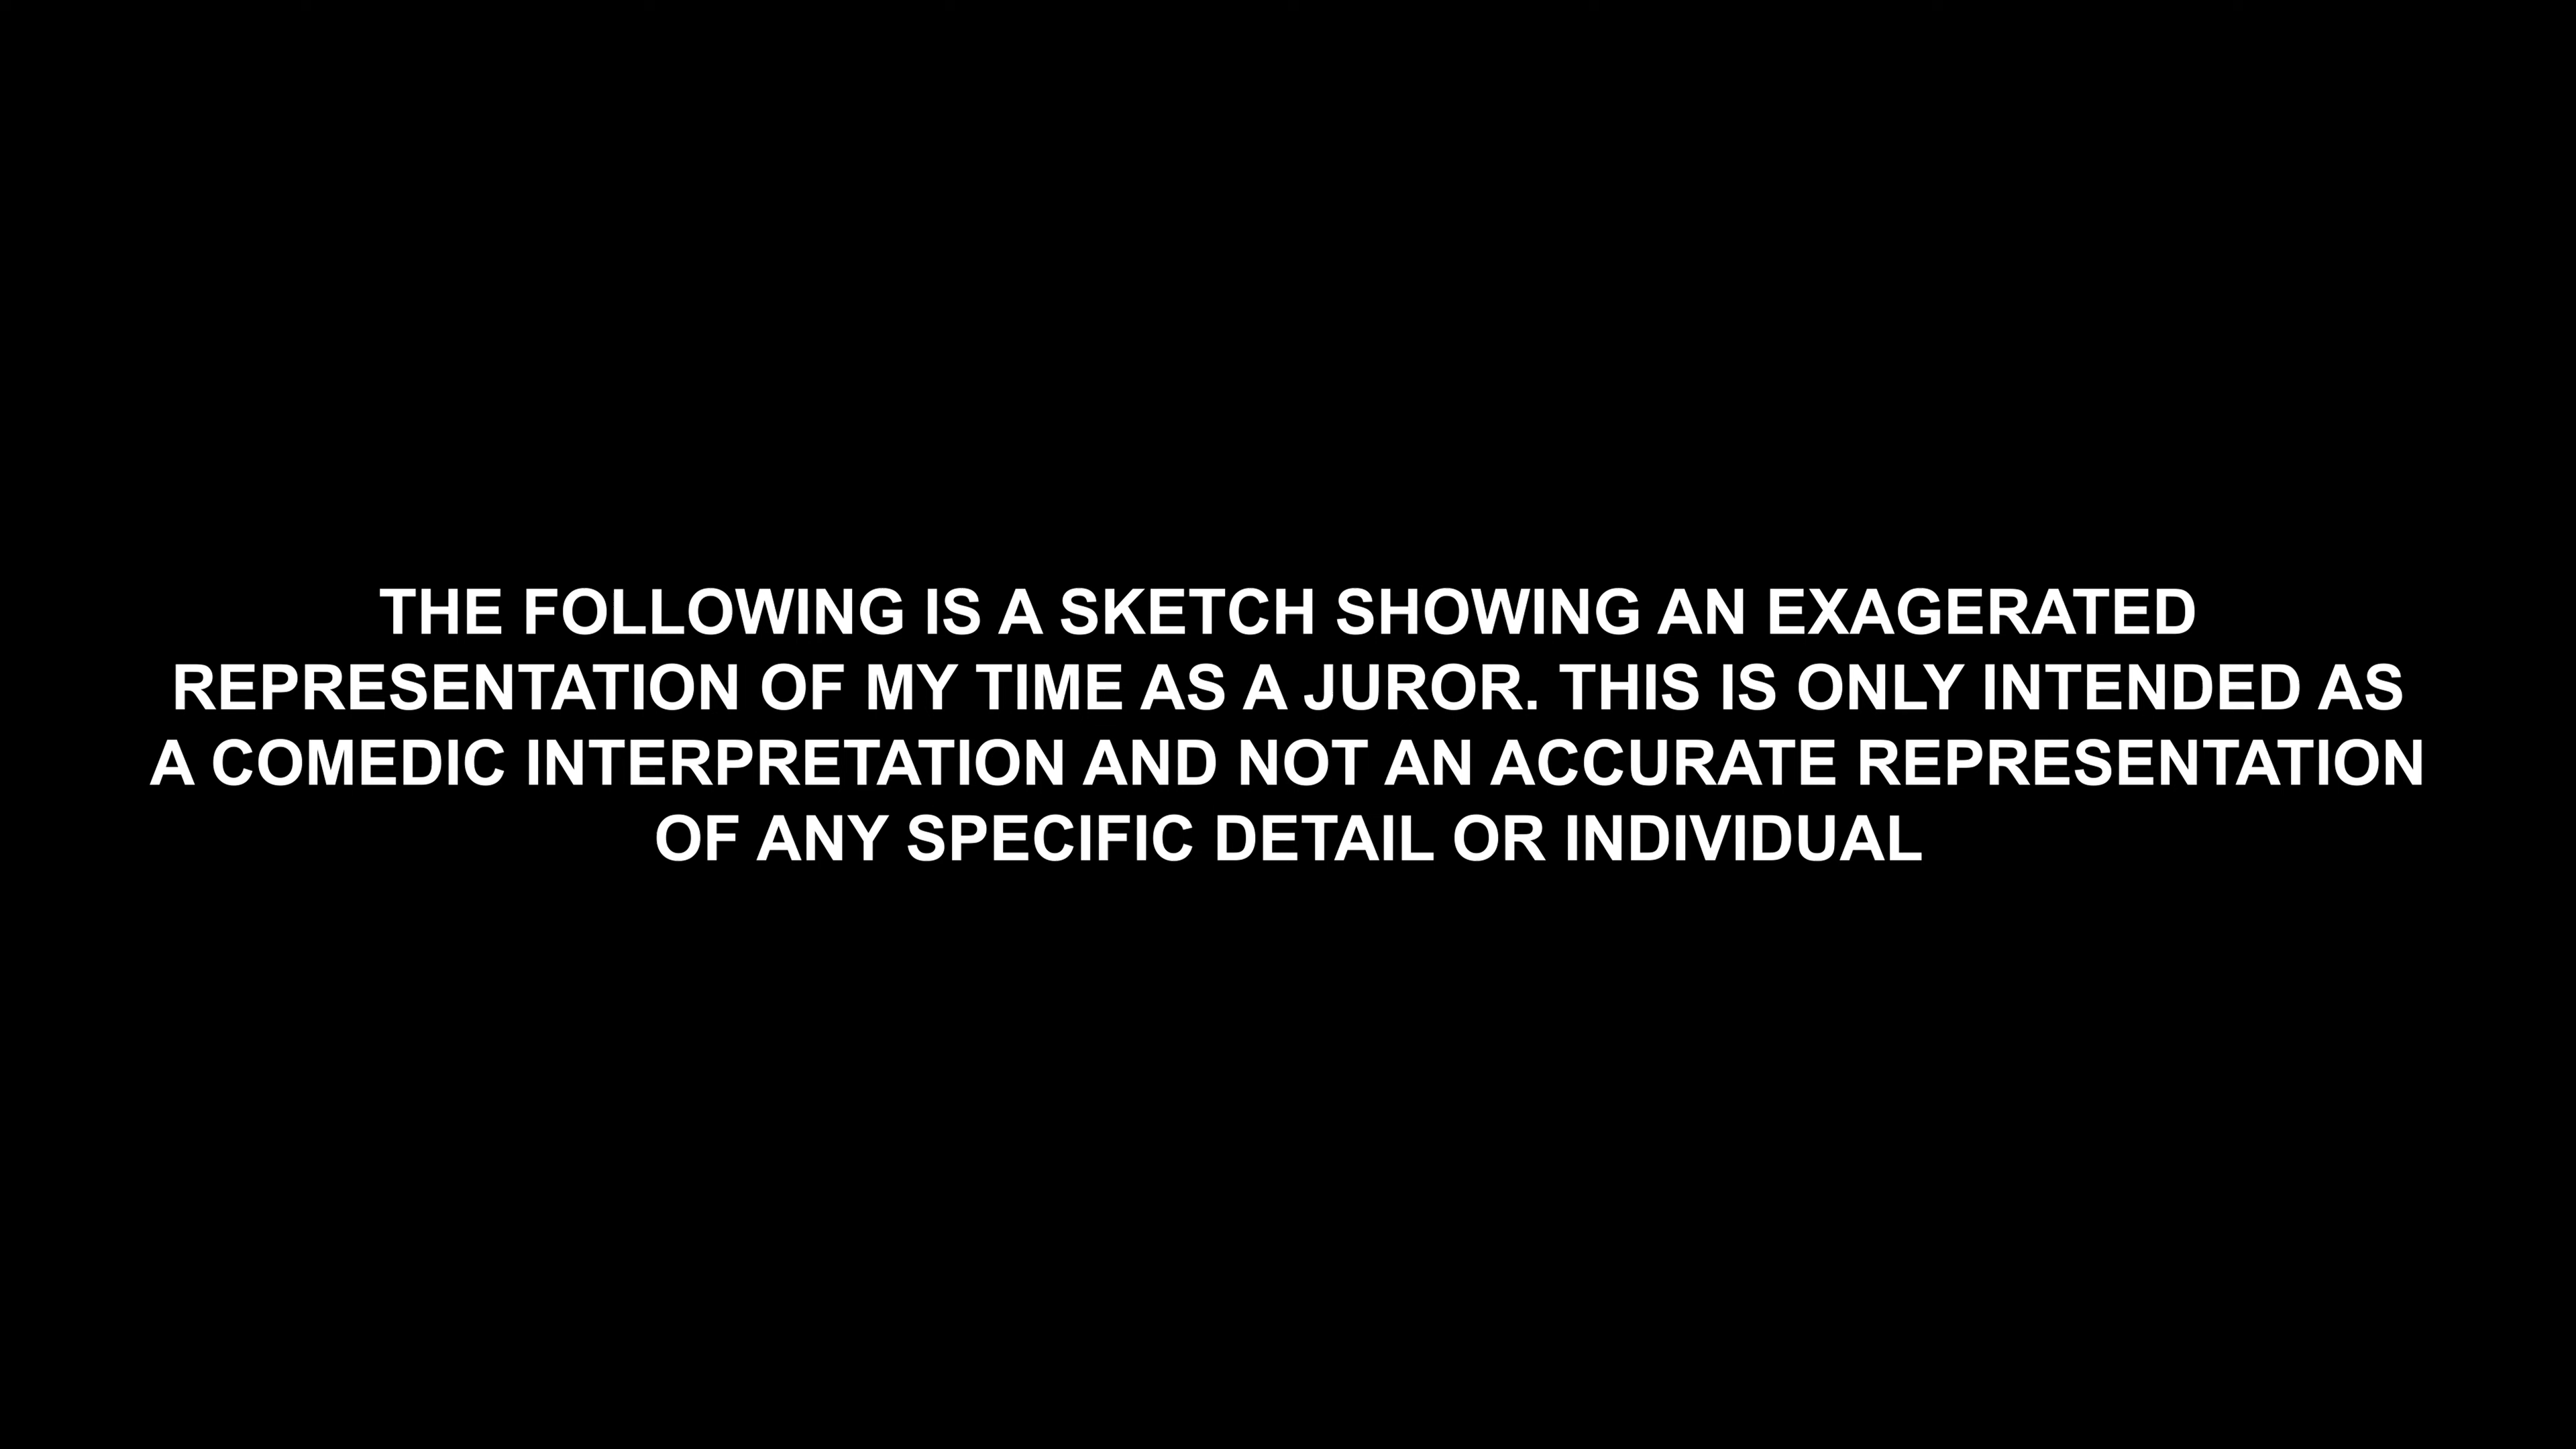 THE FOLLOWING IS A SKETCH SHOWING AN EXAGERATED
REPRESENTATION OF MY TIME AS A JUROR. THIS IS ONLY INTENDED AS
A COMEDIC INTERPRETATION AND NOT AN ACCURATE REPRESENTATION
OF ANY SPECIFIC DETAIL OR INDIVIDUAL